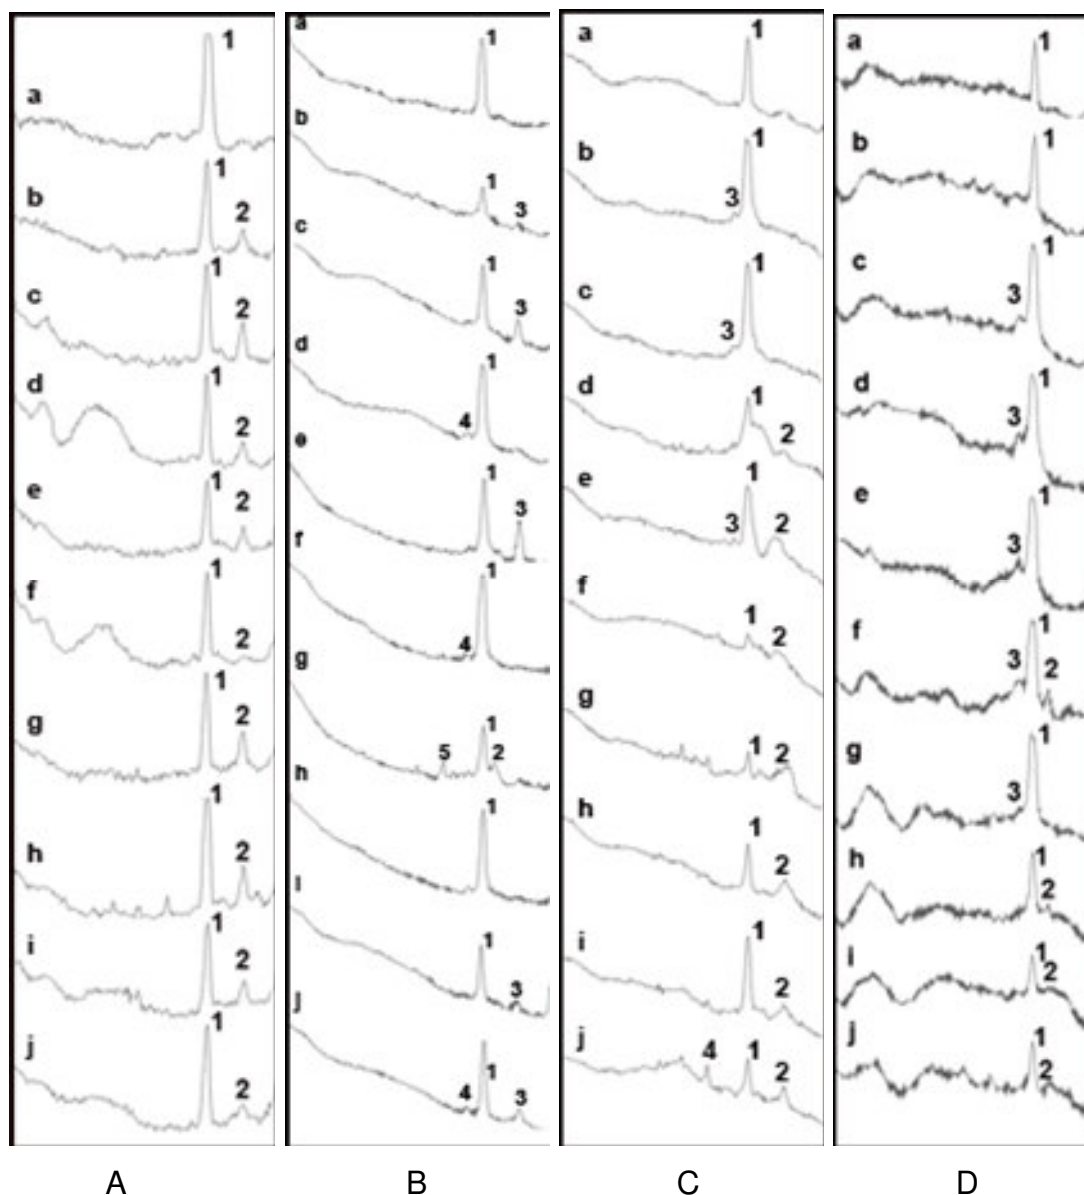 a 1
b 1 2
c 1 2
d 1 2
e 1 2
f 1 2
g 1 2
h 1 2
i 1 2
j 1 2
a 1
b 1 3
c 1 3
d 4 1
e 1 3
f 4 1
g 5 1 2
h 1
i 1 3
j 4 1 3
a 1
b 3 1
c 3 1
d 1 2
e 3 1 2
f 1 2
g 1 2
h 1 2
i 1 2
j 4 1 2
a 1
b 1
c 3 1
d 3 1
e 3 1
f 3 1 2
g 3 1
h 1 2
i 1 2
j 1 2
A B C D